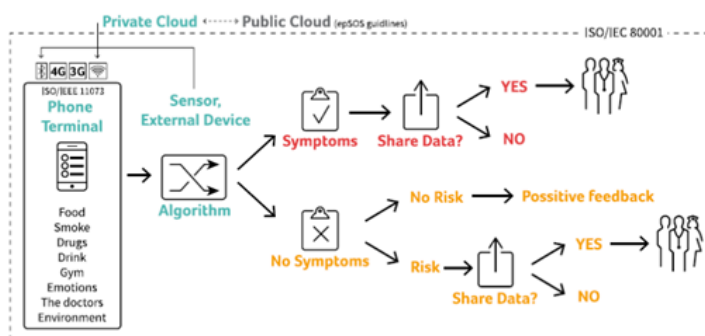 Private Cloud Public Cloud (epSOS guidlines)
ISO/IEC 80001
4G 3G
ISO/IEEE 11073
Phone
Terminal
Food
Smoke
Drugs
Drink
Gym
Emotions
The doctors
Environment
Sensor,
External Device
Algorithm
Symptoms
Share Data?
YES
NO
No Symptoms
No Risk
Possitive feedback
Risk
Share Data?
YES
NO